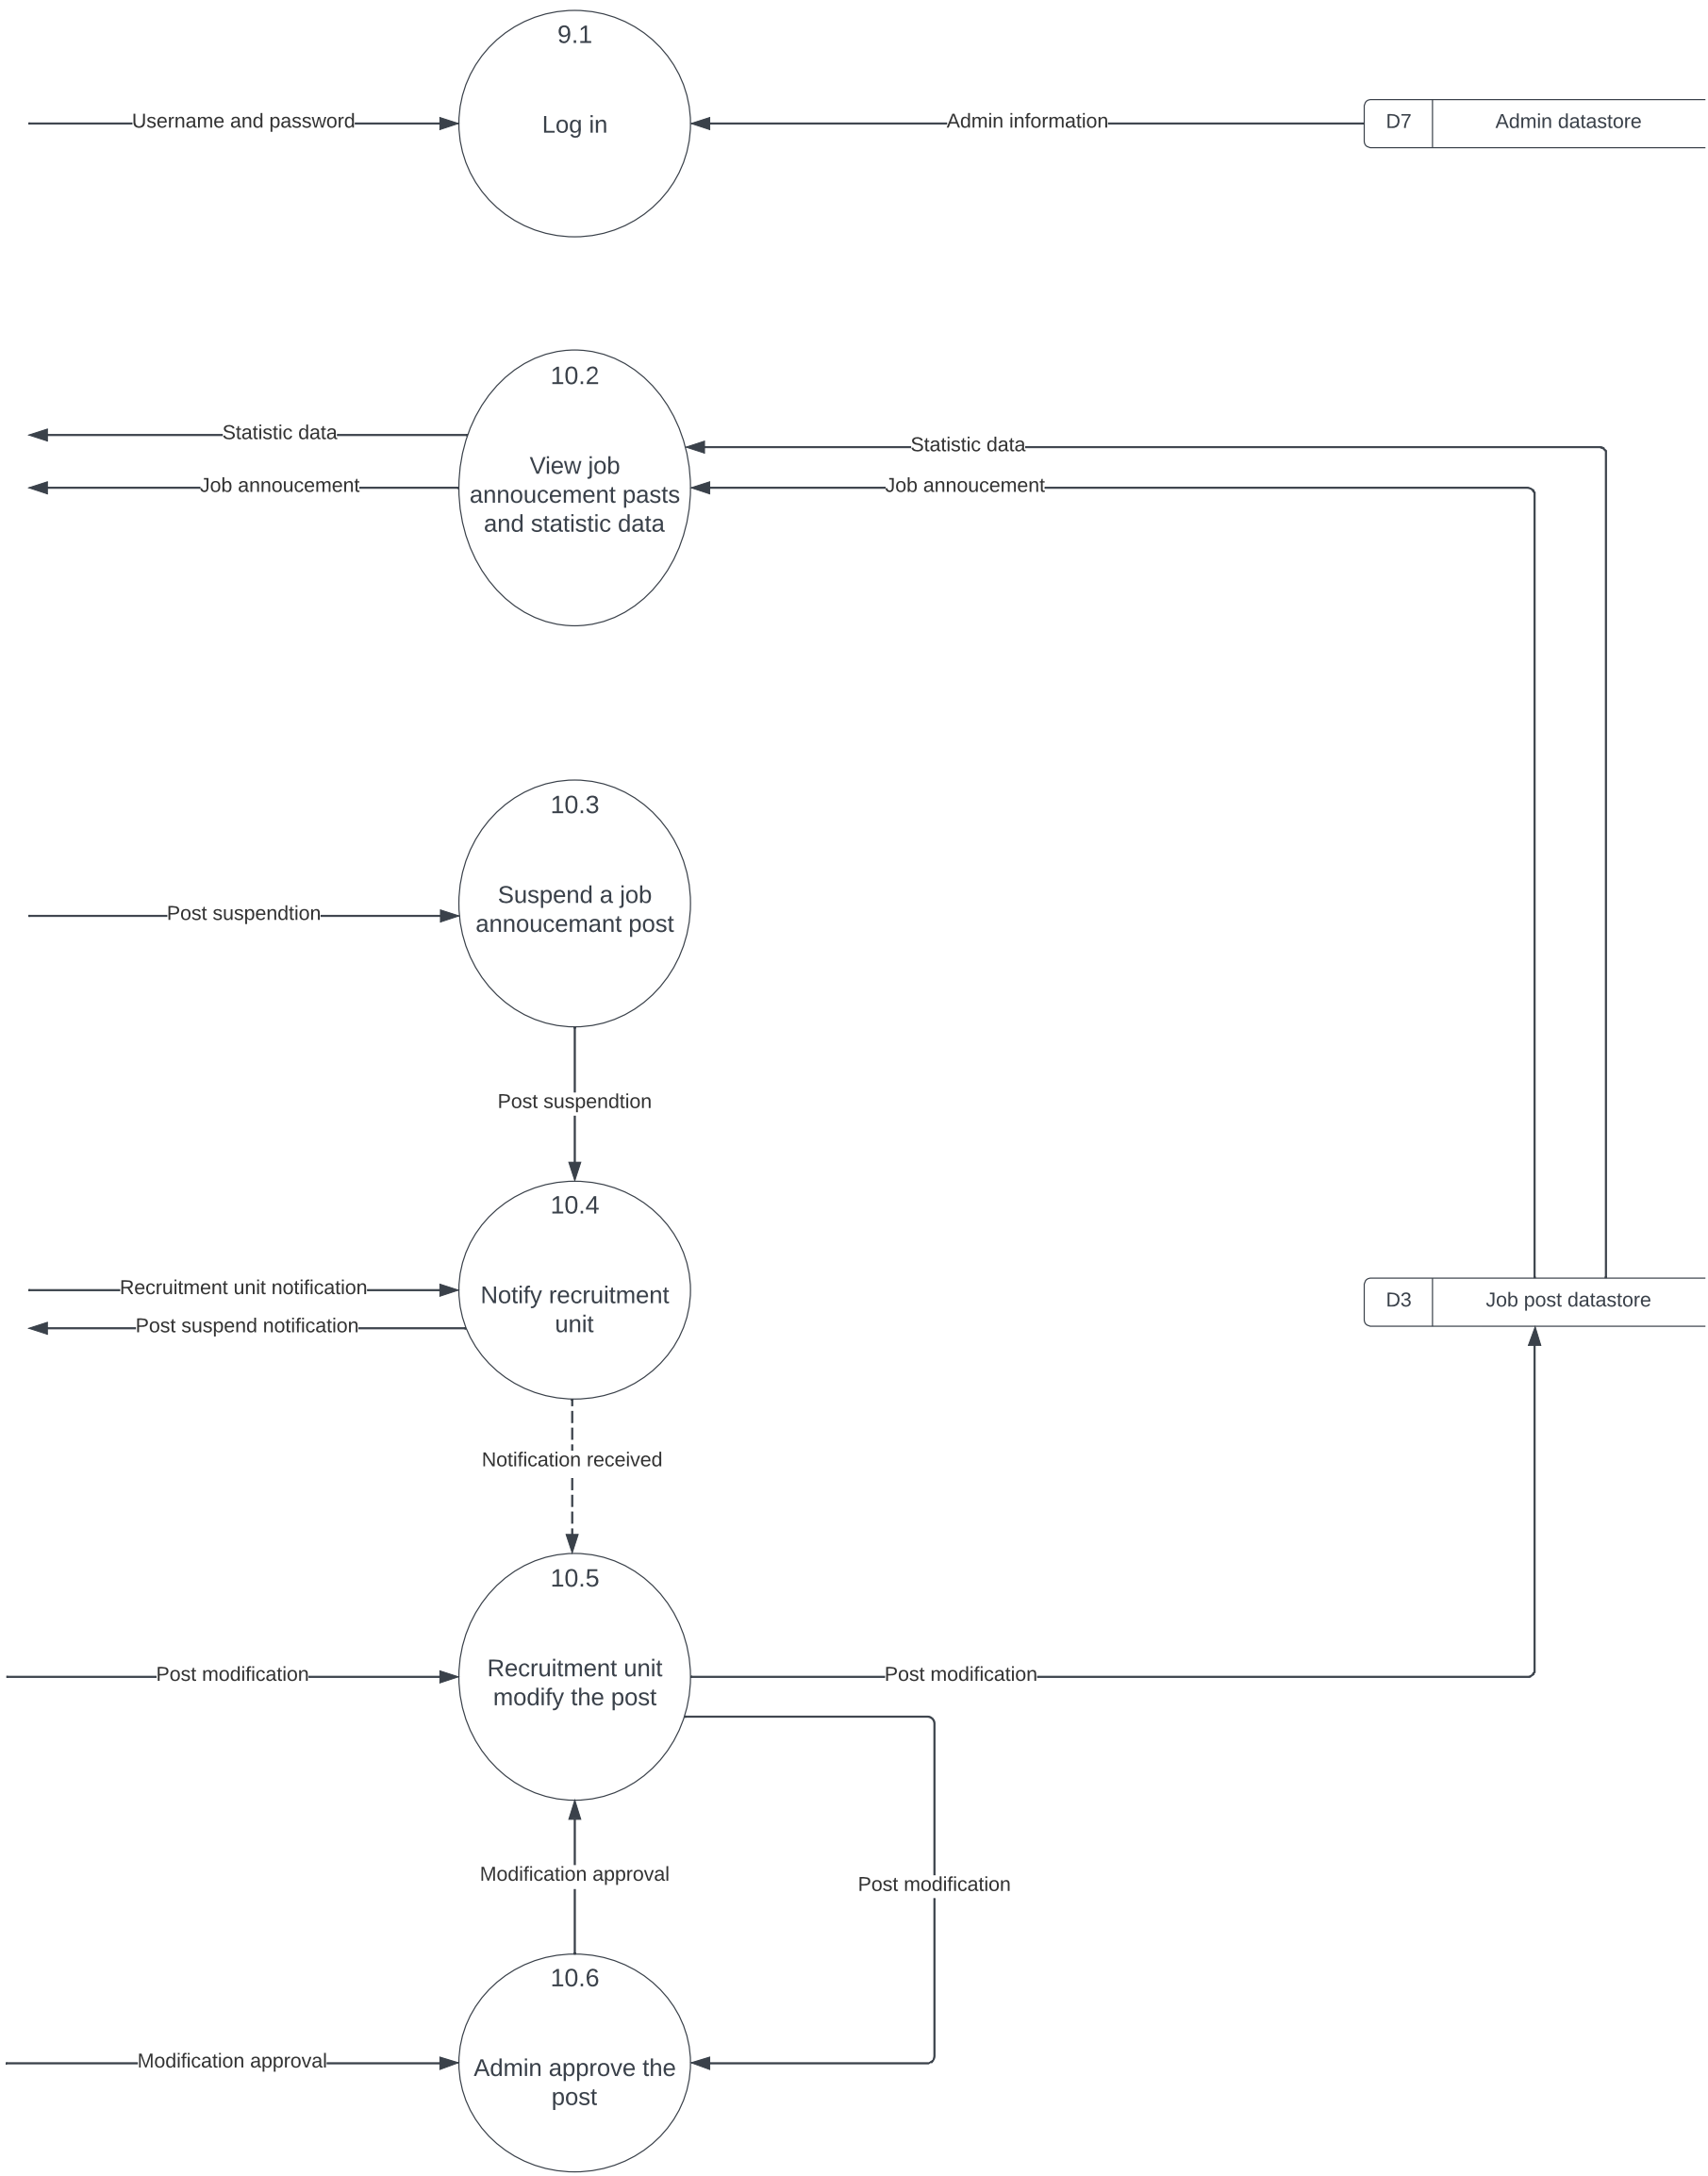 9.1
Log in
Username and password
Admin information
D7
Admin datastore
10.2
View job
annoucement pasts
and statistic data
Statistic data
Job annoucement
Statistic data
Job annoucement
10.3
Suspend a job
annoucemant post
Post suspendtion
Post suspendtion
10.4
Notify recruitment
unit
Recruitment unit notification
Post suspend notification
D3
Job post datastore
Notification received
10.5
Recruitment unit
modify the post
Post modification
Post modification
Modification approval
Post modification
10.6
Admin approve the
post
Modification approval